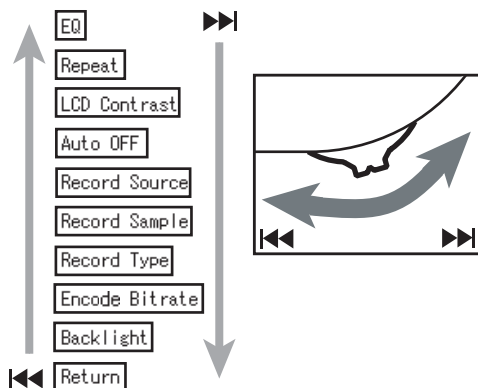 EQ
Repeat
LCD Contrast
Auto OFF
Record Source
Record Sample
Record Type
Encode Bitrate
Backlight
Return